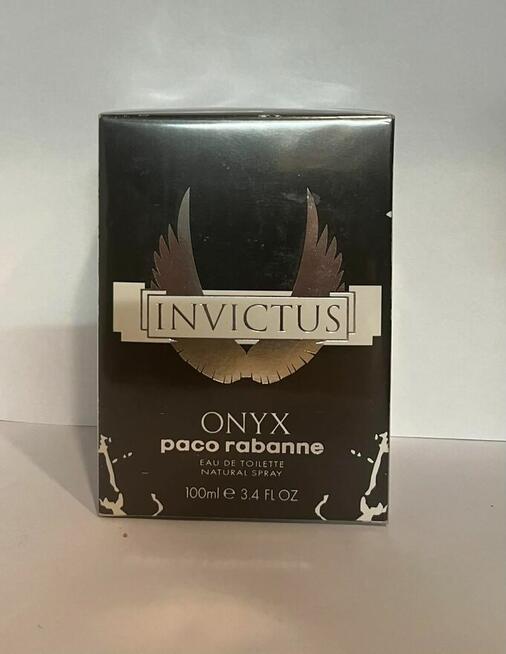 INVICTUS
ONYX
paco rabanne
EAU DE TOILETTE
NATURAL SPRAY
100ml e 3.4 FL OZ